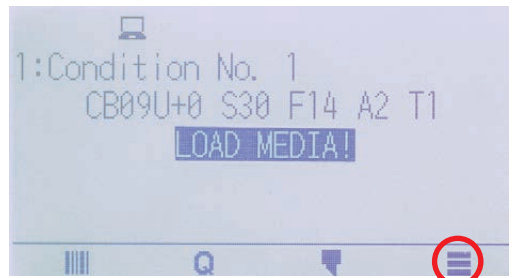 1:Condition No. 1
CB09U+0 S30 F14 A2 T1
LOAD MEDIA!
Q